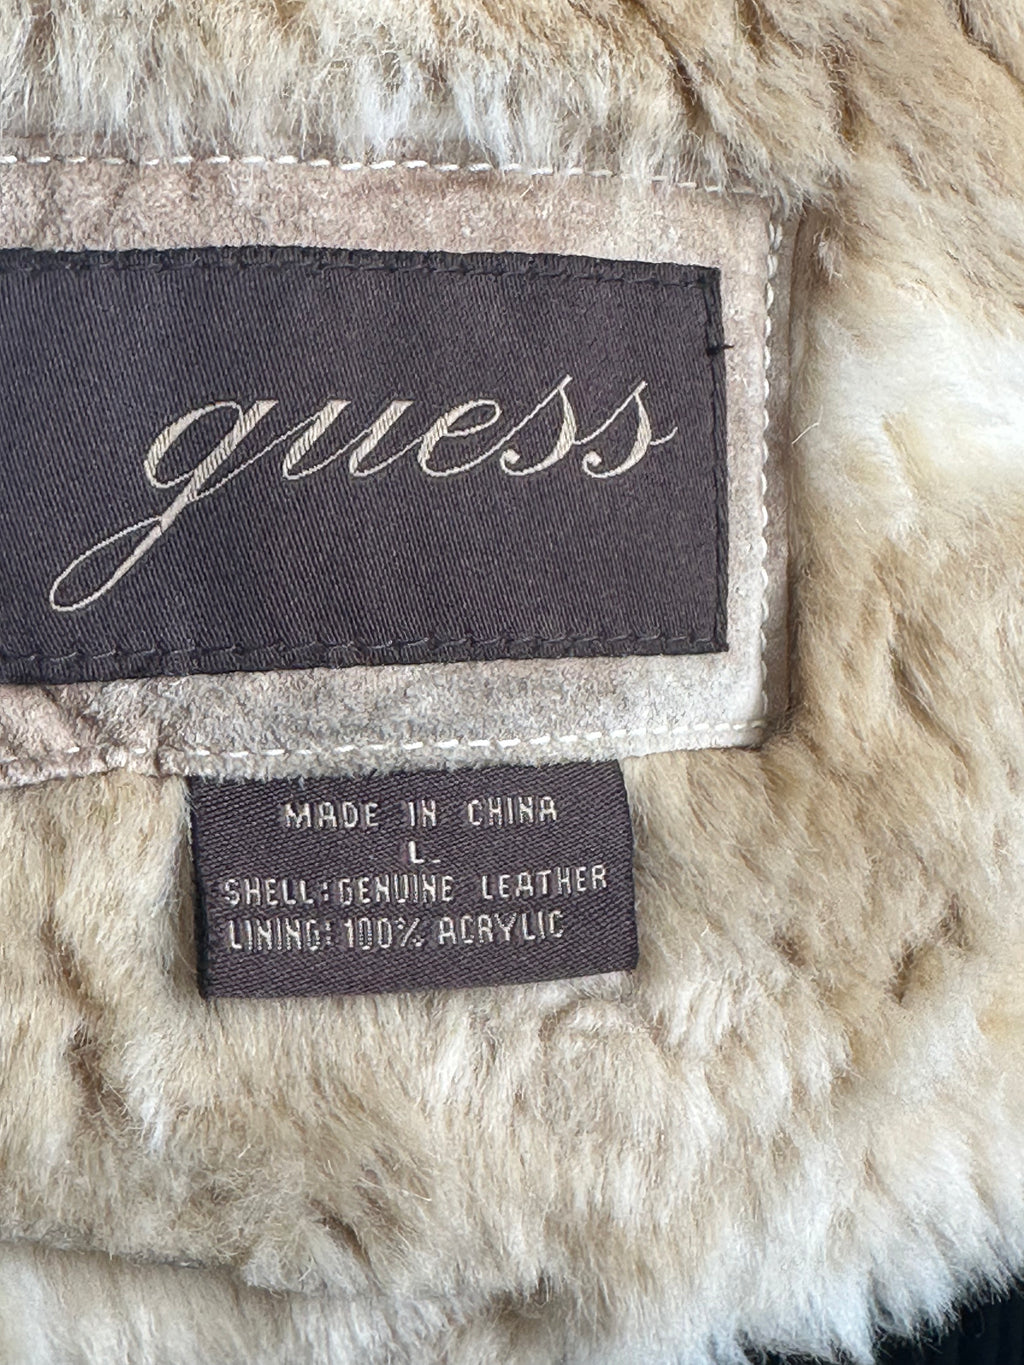 guess
MADE IN CHINA
L.
SHELL:GENUINE LEATHER
LINING:100% ACRYLIC